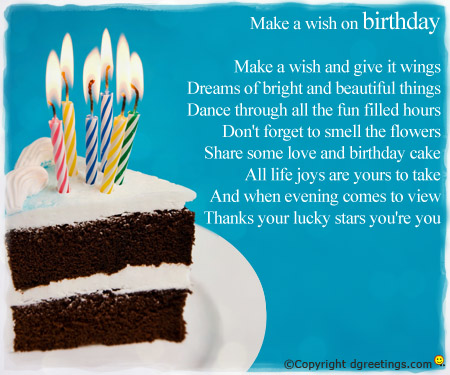 Make a wish on birthday
Make a wish and give it wings
Dreams of bright and beautiful things
Dance through all the fun filled hours
Don't forget to smell the flowers
Share some love and birthday cake
All life joys are yours to take
And when evening comes to view
Thanks your lucky stars you're you
©Copyright dgreetings.com